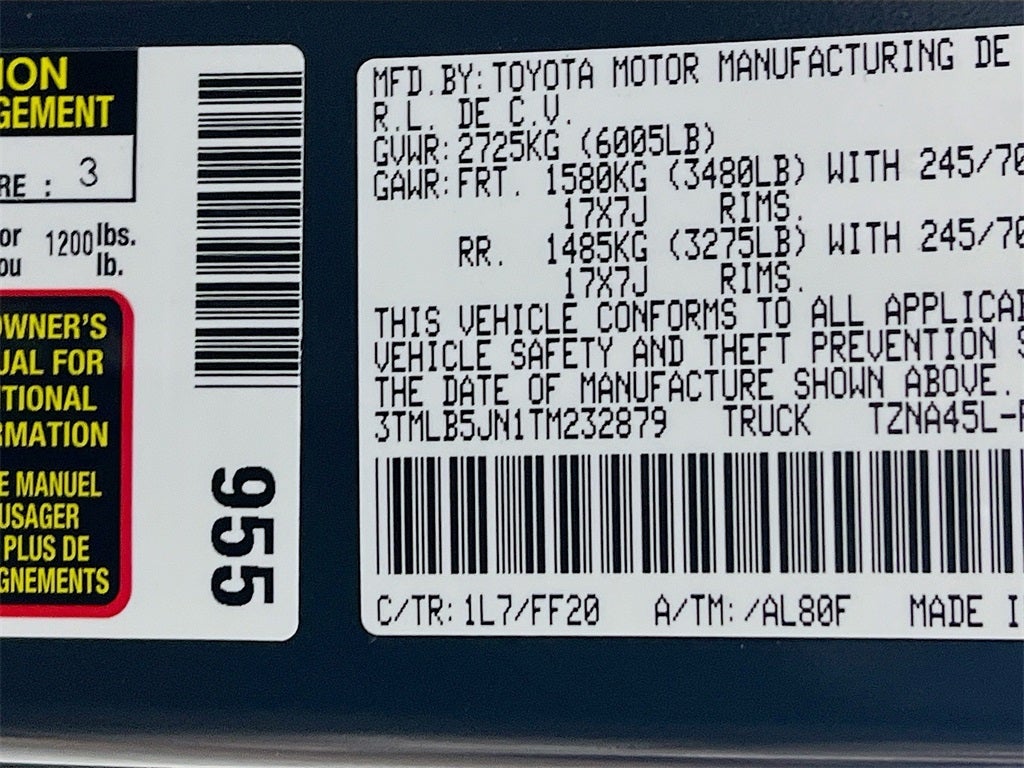 ION
GEMENT
RE : 3
or 1200 lbs.
ou lb.
OWNER'S
UAL FOR
TIONAL
RMATION
E MANUEL
USAGER
PLUS DE
GNEMENTS
955
MFD.BY:TOYOTA MOTOR MANUFACTURING DE
R.L. DE C.V.
GVWR:2725KG (6005LB)
GAWR:FRT. 1580KG (3480LB) WITH 245/70
17X7J RIMS.
RR. 1485KG (3275LB) WITH 245/70
17X7J RIMS.
THIS VEHICLE CONFORMS TO ALL APPLICAB
VEHICLE SAFETY AND THEFT PREVENTION S
THE DATE OF MANUFACTURE SHOWN ABOVE.
3TMLB5JN1TM232879 TRUCK TZNA45L-P
C/TR:1L7/FF20 A/TM:/AL80F MADE I